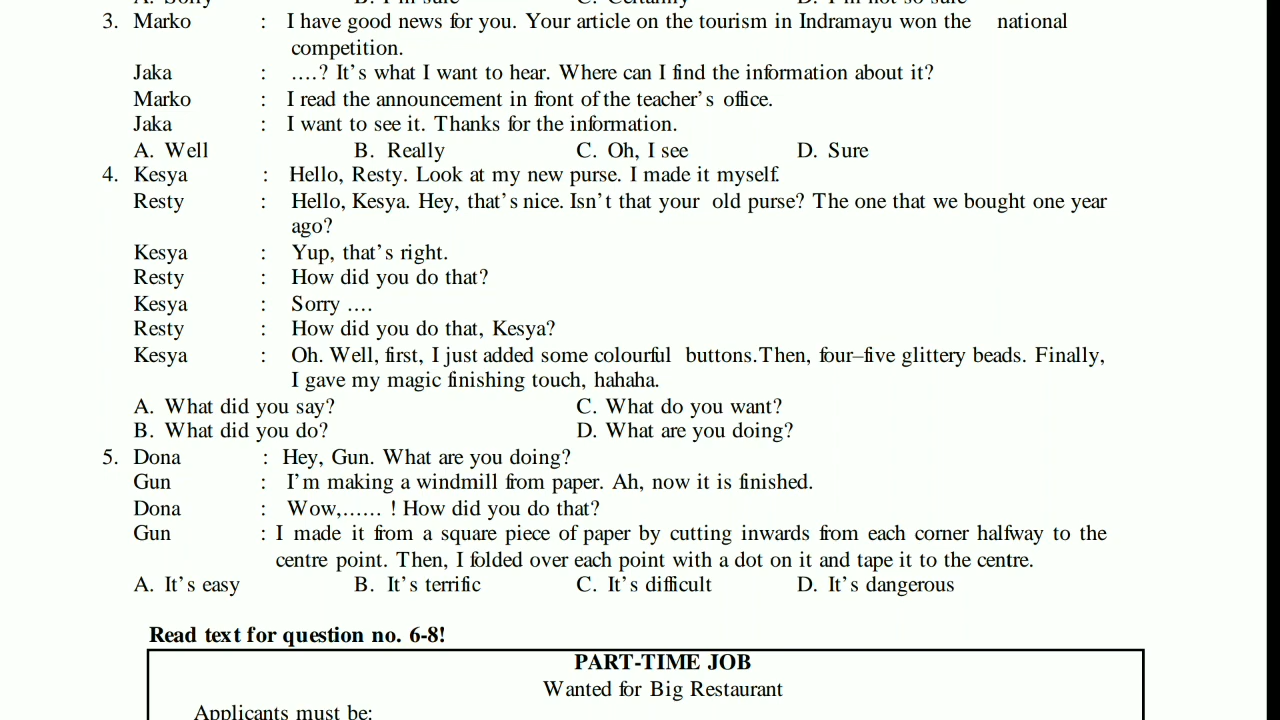 A. Sorry B. I'm sure C. Certainly D. I'm not so sure
3. Marko : I have good news for you. Your article on the tourism in Indramayu won the national
competition.
Jaka : ....? It's what I want to hear. Where can I find the information about it?
Marko : I read the announcement in front of the teacher's office.
Jaka : I want to see it. Thanks for the information.
A. Well B. Really C. Oh, I see D. Sure
4. Kesya : Hello, Resty. Look at my new purse. I made it myself.
Resty : Hello, Kesya. Hey, that's nice. Isn't that your old purse? The one that we bought one year
ago?
Kesya : Yup, that's right.
Resty : How did you do that?
Kesya : Sorry ....
Resty : How did you do that, Kesya?
Kesya : Oh. Well, first, I just added some colourful buttons.Then, four–five glittery beads. Finally,
I gave my magic finishing touch, hahaha.
A. What did you say? C. What do you want?
B. What did you do? D. What are you doing?
5. Dona : Hey, Gun. What are you doing?
Gun : I'm making a windmill from paper. Ah, now it is finished.
Dona : Wow,...... ! How did you do that?
Gun : I made it from a square piece of paper by cutting inwards from each corner halfway to the
centre point. Then, I folded over each point with a dot on it and tape it to the centre.
A. It's easy B. It's terrific C. It's difficult D. It's dangerous
Read text for question no. 6-8!
PART-TIME JOB
Wanted for Big Restaurant
Applicants must be: